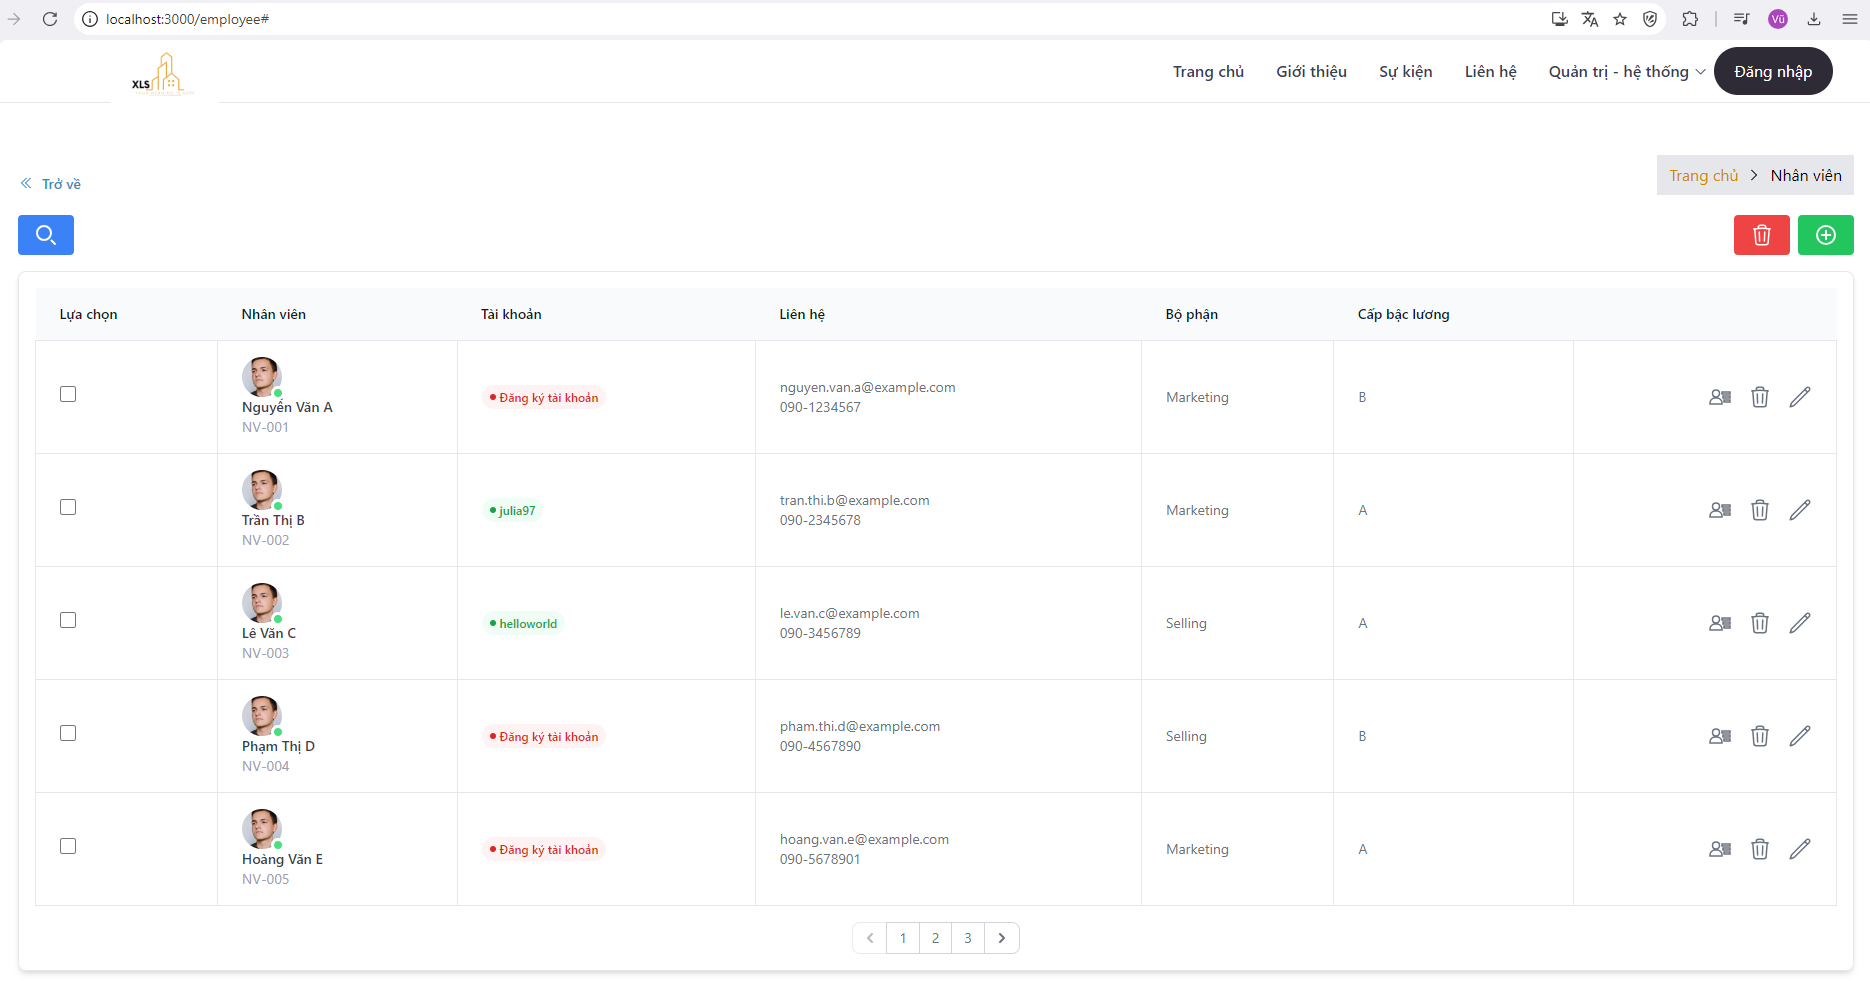 localhost:3000/employee#
Vũ
XLS
Trang chủ
Giới thiệu
Sự kiện
Liên hệ
Quản trị - hệ thống
Đăng nhập
Trở về
Trang chủ > Nhân viên
Lựa chọn Nhân viên Tài khoản Liên hệ Bộ phận Cấp bậc lương
Nguyễn Văn A
NV-001
Đăng ký tài khoản
nguyen.van.a@example.com
090-1234567
Marketing
B
Trần Thị B
NV-002
julia97
tran.thi.b@example.com
090-2345678
Marketing
A
Lê Văn C
NV-003
helloworld
le.van.c@example.com
090-3456789
Selling
A
Phạm Thị D
NV-004
Đăng ký tài khoản
pham.thi.d@example.com
090-4567890
Selling
B
Hoàng Văn E
NV-005
Đăng ký tài khoản
hoang.van.e@example.com
090-5678901
Marketing
A
1 2 3